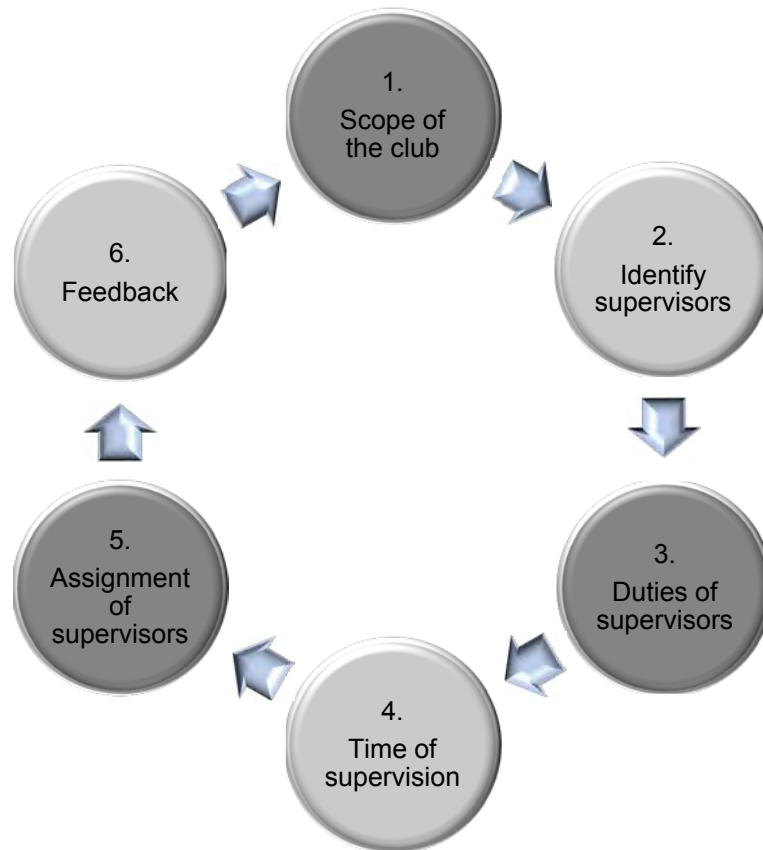 1.
Scope of
the club
2.
Identify
supervisors
3.
Duties of
supervisors
4.
Time of
supervision
5.
Assignment
of
supervisors
6.
Feedback